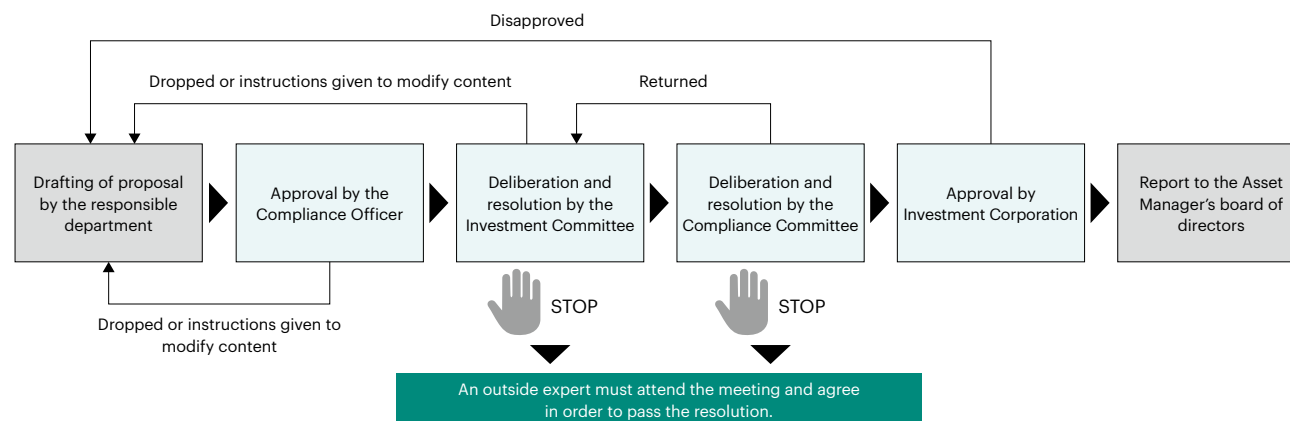 Disapproved
Dropped or instructions given to modify content
Returned
Drafting of proposal
by the responsible
department
Approval by the
Compliance Officer
Deliberation and
resolution by the
Investment Committee
Deliberation and
resolution by the
Compliance Committee
Approval by
Investment Corporation
Report to the Asset
Manager’s board of
directors
Dropped or instructions given to
modify content
STOP
STOP
An outside expert must attend the meeting and agree
in order to pass the resolution.